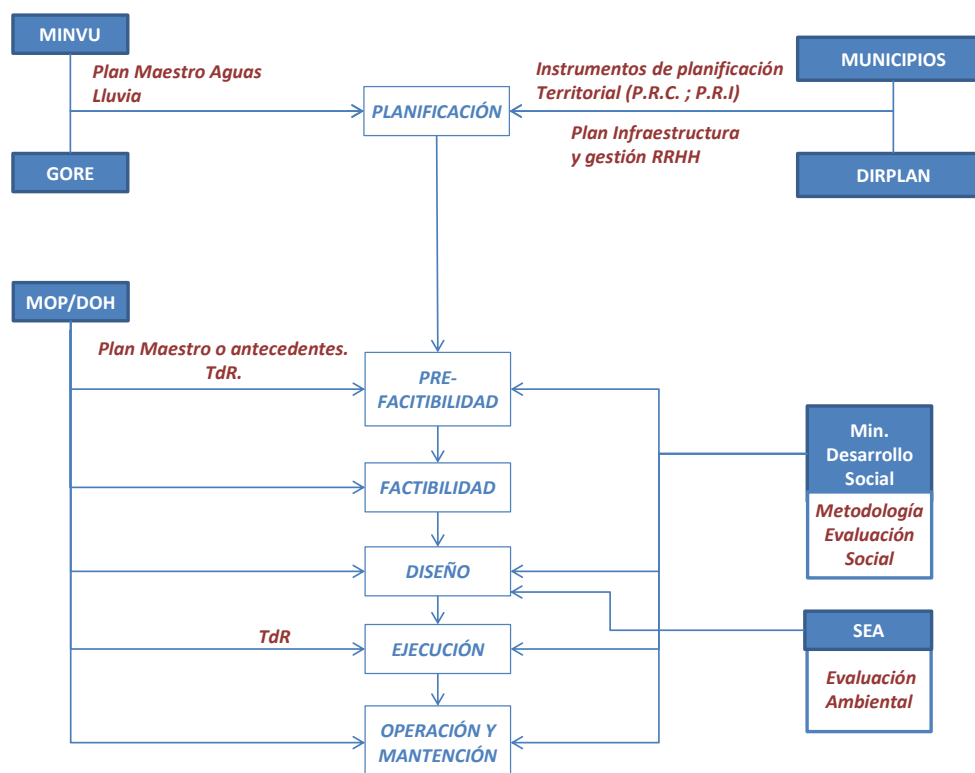 MINVU
Plan Maestro Aguas
Lluvia
GORE
PLANIFICACIÓN
Instrumentos de planificación
Territorial (P.R.C. ; P.R.I)
Plan Infraestructura
y gestión RRHH
MUNICIPIOS
DIRPLAN
MOP/DOH
Plan Maestro o antecedentes.
TdR.
PRE-
FACITIBILIDAD
FACTIBILIDAD
DISEÑO
TdR
EJECUCIÓN
OPERACIÓN Y
MANTENCIÓN
Min.
Desarrollo
Social
Metodología
Evaluación
Social
SEA
Evaluación
Ambiental